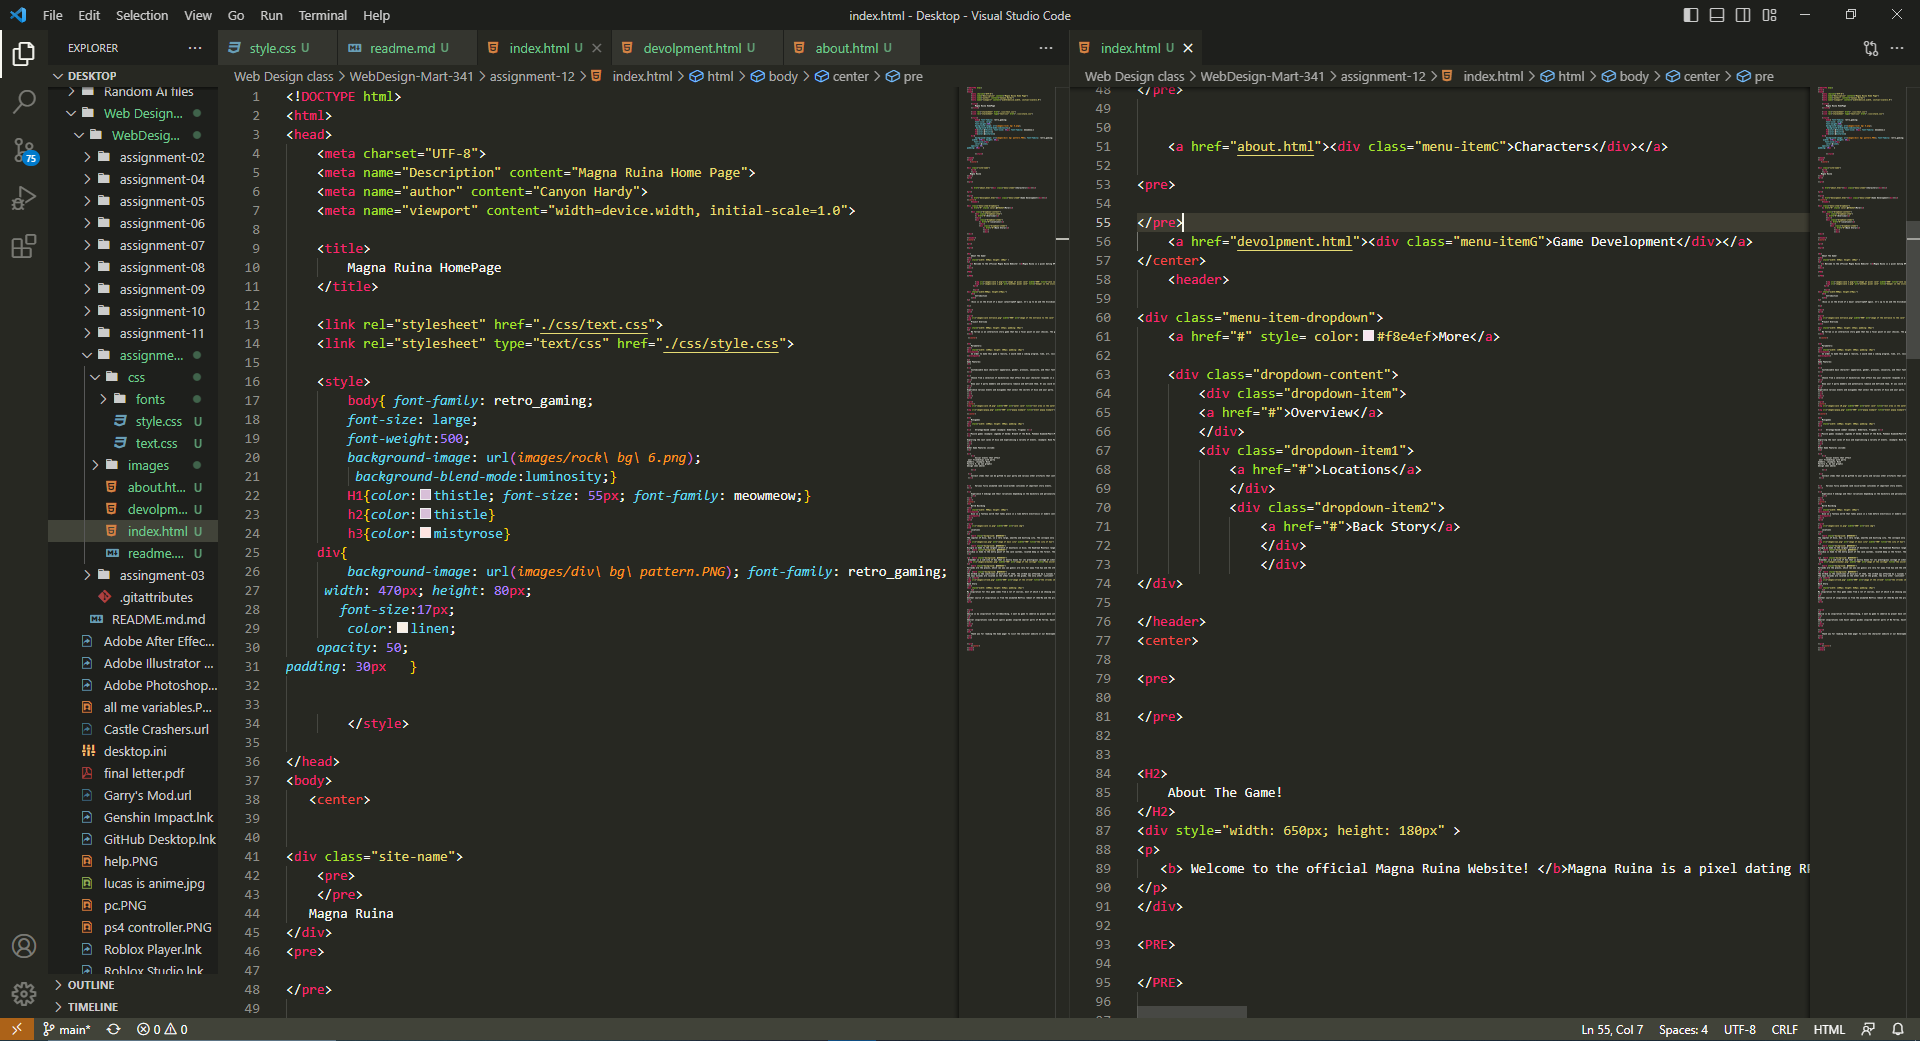 File Edit Selection View Go Run Terminal Help
index.html - Desktop - Visual Studio Code
EXPLORER
DESKTOP
Random Ai files
Web Design...
WebDesig...
assignment-02
assignment-04
assignment-05
assignment-06
assignment-07
assignment-08
assignment-09
assignment-10
assignment-11
assignme...
css
fonts
style.css U
text.css U
images
about.ht... U
devolpm... U
index.html U
readme.... U
assingment-03
.gitattributes
README.md.md
Adobe After Effec...
Adobe Illustrator ...
Adobe Photoshop...
all me variables.P...
Castle Crashers.url
desktop.ini
final letter.pdf
Garry's Mod.url
Genshin Impact.lnk
GitHub Desktop.lnk
help.PNG
lucas is anime.jpg
pc.PNG
ps4 controller.PNG
Roblox Player.lnk
Roblox Studio.lnk
OUTLINE
TIMELINE
75
style.css U readme.md U index.html U devolpment.html U about.html U
Web Design class > WebDesign-Mart-341 > assignment-12 > index.html > html > body > center > pre
1 <!DOCTYPE html>
2 <html>
3 <head>
4 <meta charset="UTF-8">
5 <meta name="Description" content="Magna Ruina Home Page">
6 <meta name="author" content="Canyon Hardy">
7 <meta name="viewport" content="width=device.width, initial-scale=1.0">
8
9 <title>
10 Magna Ruina HomePage
11 </title>
12
13 <link rel="stylesheet" href="./css/text.css">
14 <link rel="stylesheet" type="text/css" href="./css/style.css">
15
16 <style>
17 body{ font-family: retro_gaming;
18 font-size: large;
19 font-weight:500;
20 background-image: url(images/rock\ bg\ 6.png);
21 background-blend-mode:luminosity;}
22 H1{color:thistle; font-size: 55px; font-family: meowmeow;}
23 h2{color:thistle}
24 h3{color:mistyrose}
25 div{
26 background-image: url(images/div\ bg\ pattern.PNG); font-family: retro_gaming;
27 width: 470px; height: 80px;
28 font-size:17px;
29 color:linen;
30 opacity: 50;
31 padding: 30px }
32
33
34 </style>
35
36 </head>
37 <body>
38 <center>
39
40
41 <div class="site-name">
42 <pre>
43 </pre>
44 Magna Ruina
45 </div>
46 <pre>
47
48 </pre>
49
index.html U
Web Design class > WebDesign-Mart-341 > assignment-12 > index.html > html > body > center > pre
48 </pre>
49
50
51 <a href="about.html"><div class="menu-itemC">Characters</div></a>
52
53 <pre>
54
55 </pre>
56 <a href="devolpment.html"><div class="menu-itemG">Game Development</div></a>
57 </center>
58 <header>
59
60 <div class="menu-item-dropdown">
61 <a href="#" style= color:#f8e4ef>More</a>
62
63 <div class="dropdown-content">
64 <div class="dropdown-item">
65 <a href="#">Overview</a>
66 </div>
67 <div class="dropdown-item1">
68 <a href="#">Locations</a>
69 </div>
70 <div class="dropdown-item2">
71 <a href="#">Back Story</a>
72 </div>
73 </div>
74 </div>
75
76 </header>
77 <center>
78
79 <pre>
80
81 </pre>
82
83
84 <H2>
85 About The Game!
86 </H2>
87 <div style="width: 650px; height: 180px" >
88 <p>
89 <b> Welcome to the official Magna Ruina Website! </b>Magna Ruina is a pixel dating RP
90 </p>
91 </div>
92
93 <PRE>
94
95 </PRE>
96
main* 0 0
Ln 55, Col 7 Spaces: 4 UTF-8 CRLF HTML